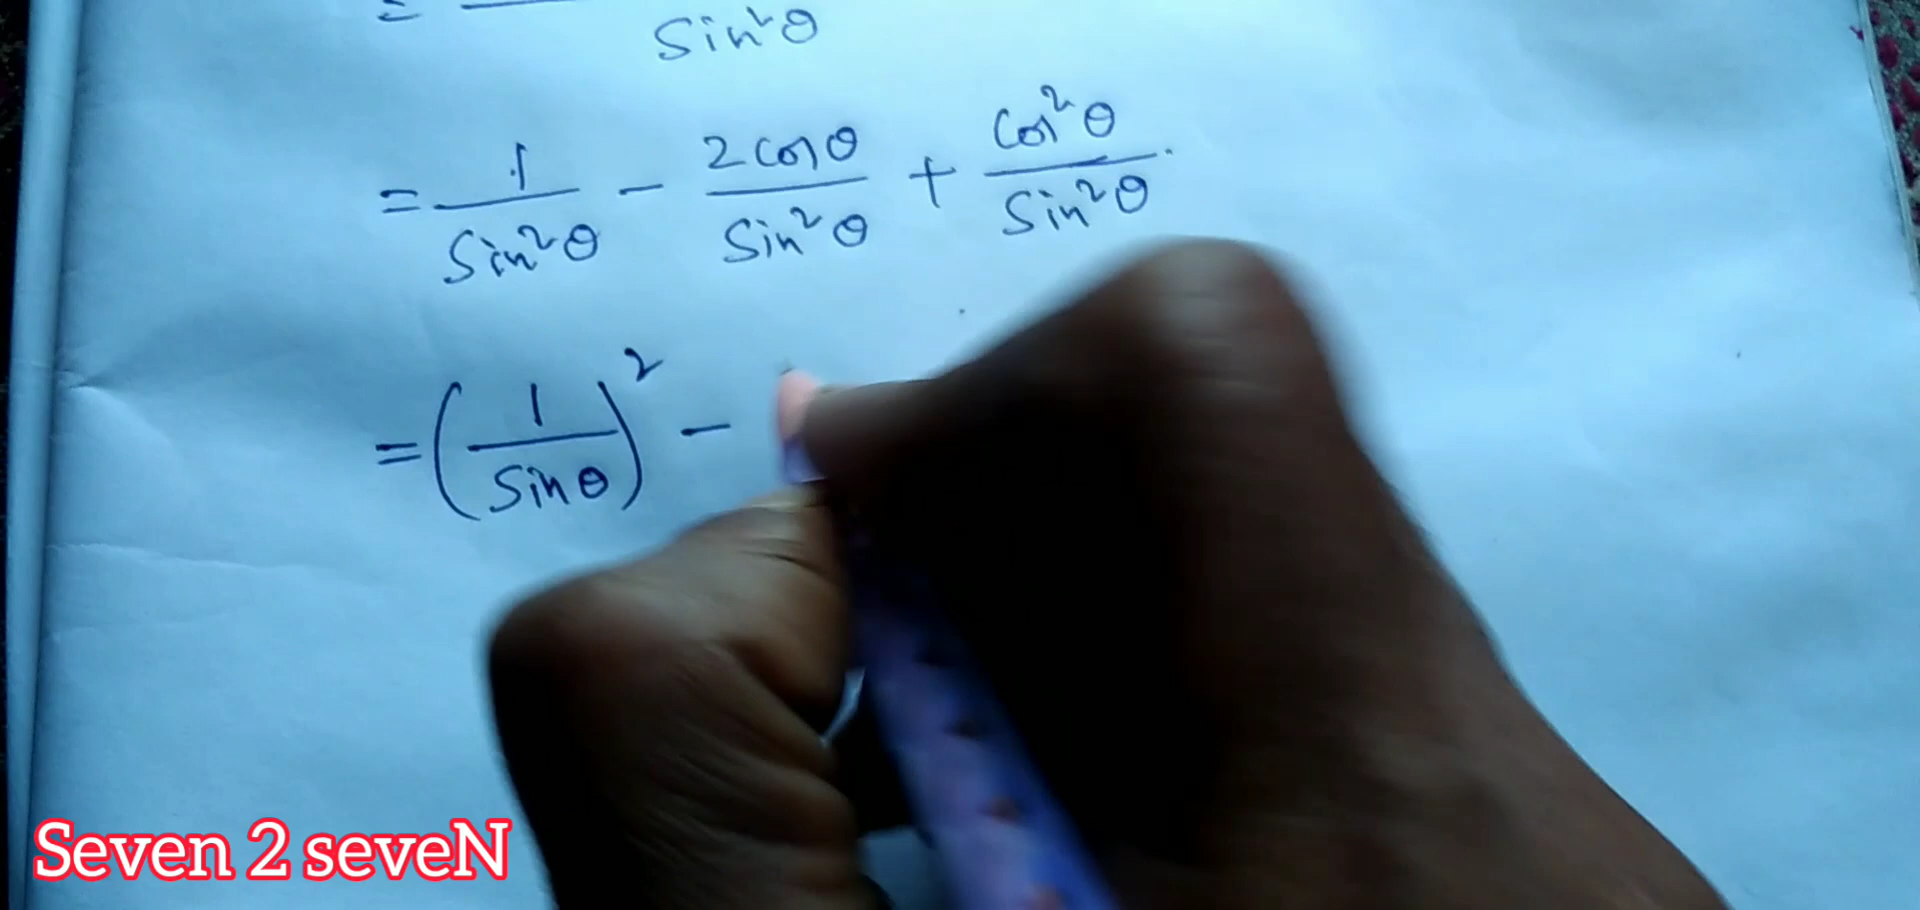 = ――― Sin²θ
= 1/Sin²θ − 2cosθ/Sin²θ + Cos²θ/Sin²θ.
= (1/Sinθ)² −
Seven 2 seveN